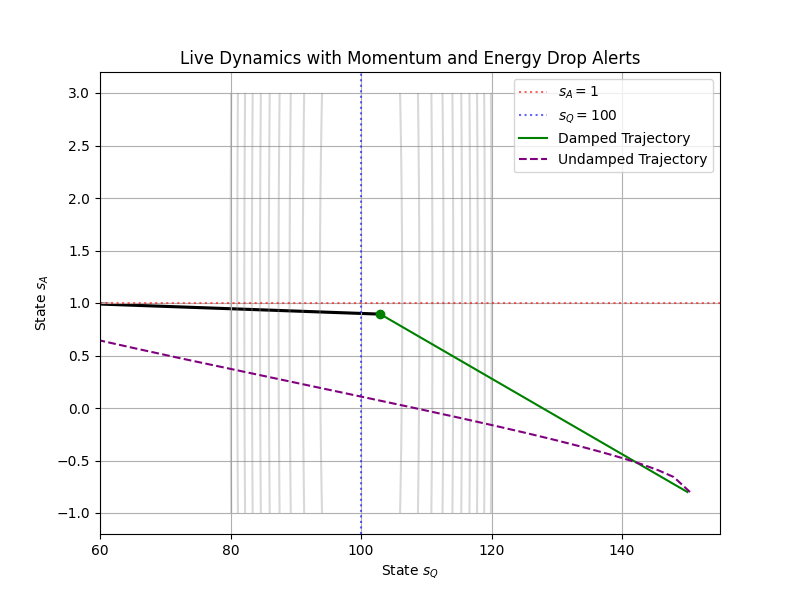 Live Dynamics with Momentum and Energy Drop Alerts
3.0
2.5
2.0
1.5
1.0
0.5
0.0
−0.5
−1.0
State s_A
s_A = 1
s_Q = 100
Damped Trajectory
Undamped Trajectory
60
80
100
120
140
State s_Q